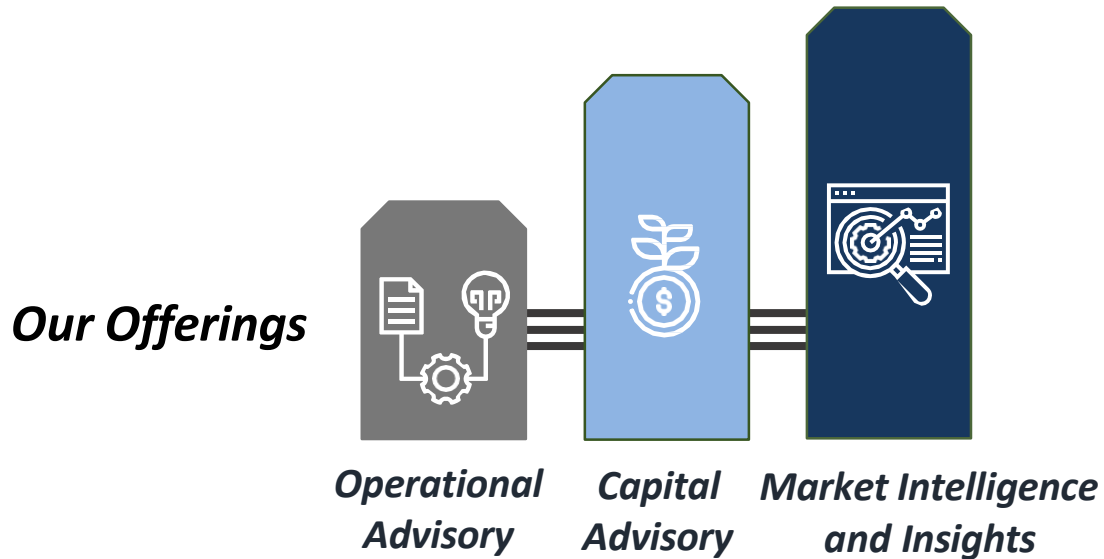 Our Offerings
$
Operational
Advisory
Capital
Advisory
Market Intelligence
and Insights